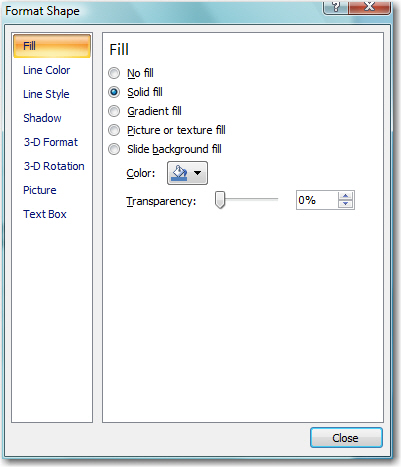 Format Shape
Fill
Line Color
Line Style
Shadow
3-D Format
3-D Rotation
Picture
Text Box
Fill
No fill
Solid fill
Gradient fill
Picture or texture fill
Slide background fill
Color:
Transparency: 0%
Close